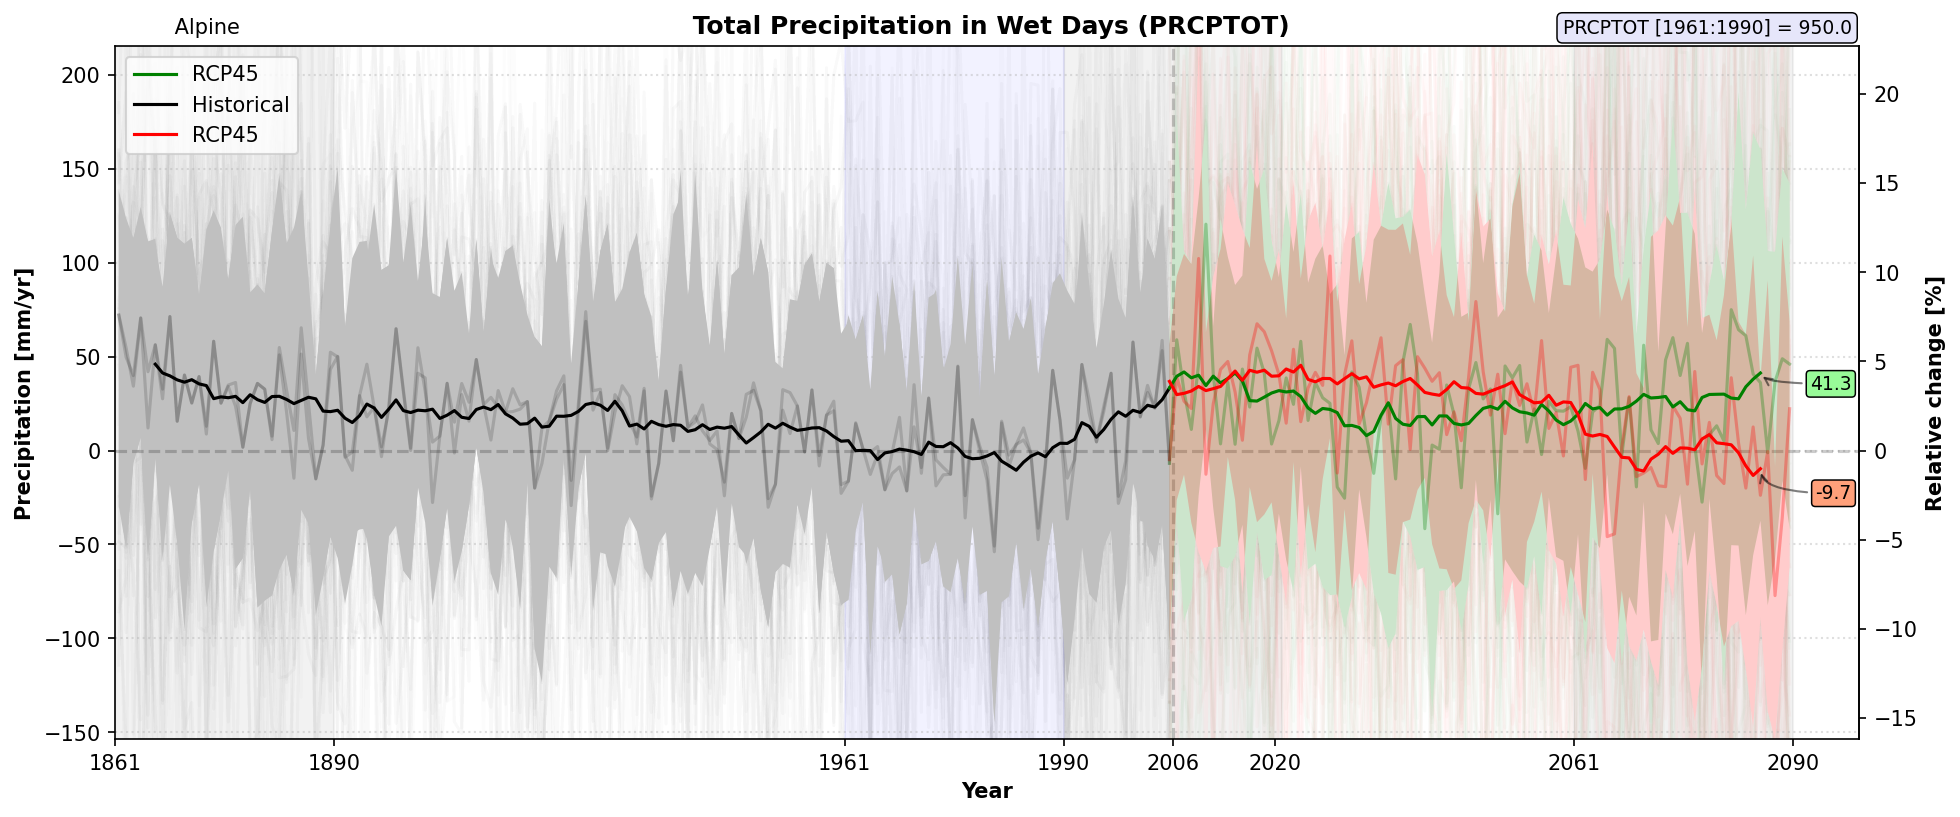 Alpine
Total Precipitation in Wet Days (PRCPTOT)
PRCPTOT [1961:1990] = 950.0
RCP45
Historical
RCP45
Precipitation [mm/yr]
200
150
100
50
0
−50
−100
−150
Relative change [%]
20
15
10
5
0
−5
−10
−15
41.3
-9.7
1861
1890
1961
1990
2006
2020
2061
2090
Year